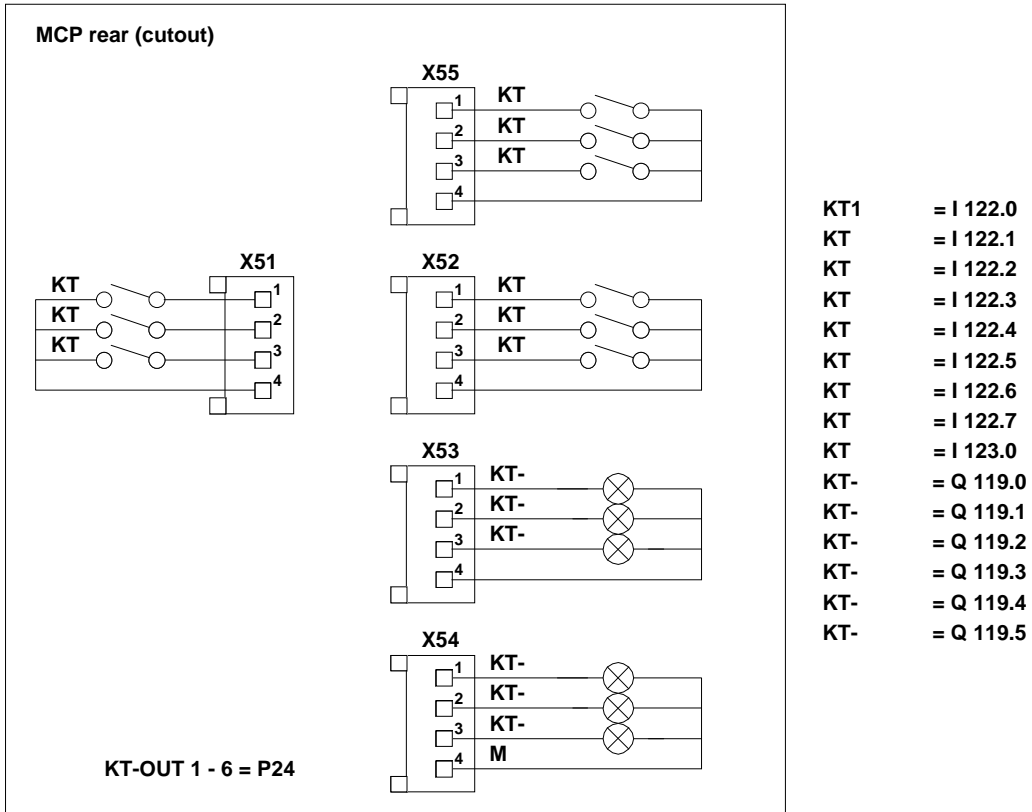 MCP rear (cutout)
X55
1 KT
2 KT
3 KT
4
X51
KT 1
KT 2
KT 3
4
X52
1 KT
2 KT
3 KT
4
X53
1 KT-
2 KT-
3 KT-
4
X54
1 KT-
2 KT-
3 KT-
4 M
KT-OUT 1 - 6 = P24
KT1 = I 122.0
KT = I 122.1
KT = I 122.2
KT = I 122.3
KT = I 122.4
KT = I 122.5
KT = I 122.6
KT = I 122.7
KT = I 123.0
KT- = Q 119.0
KT- = Q 119.1
KT- = Q 119.2
KT- = Q 119.3
KT- = Q 119.4
KT- = Q 119.5